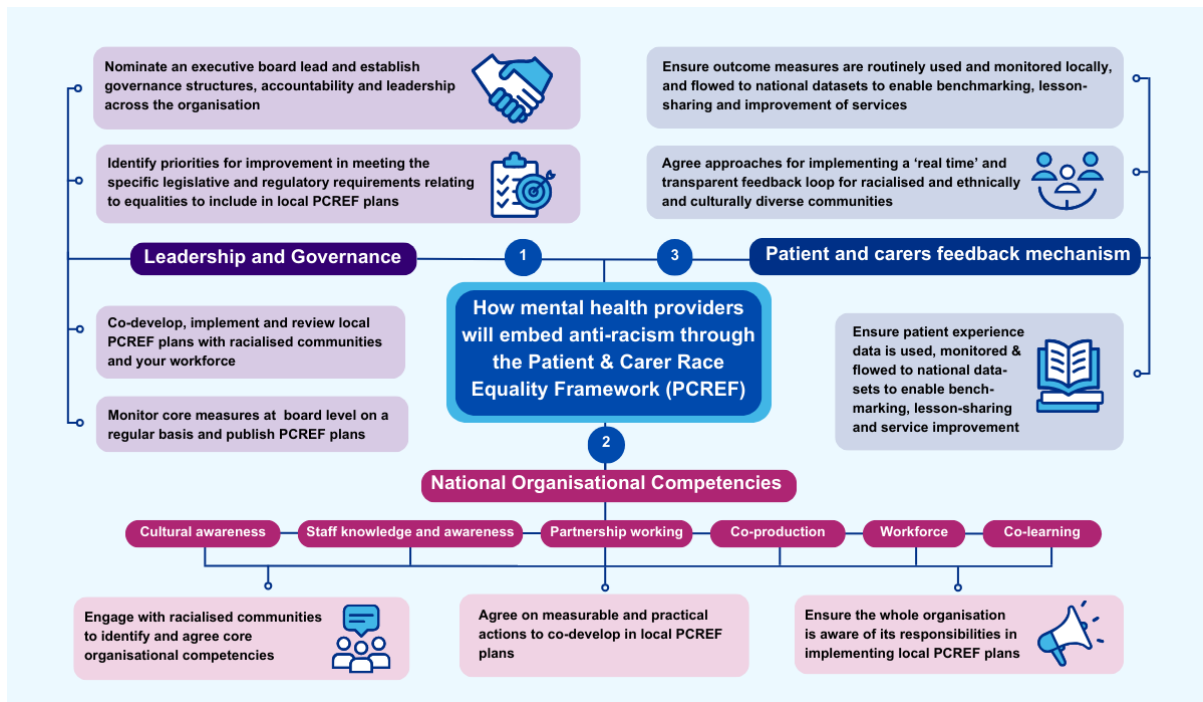 Nominate an executive board lead and establish
governance structures, accountability and leadership
across the organisation
Identify priorities for improvement in meeting the
specific legislative and regulatory requirements relating
to equalities to include in local PCREF plans
Leadership and Governance
1
Co-develop, implement and review local
PCREF plans with racialised communities
and your workforce
Monitor core measures at board level on a
regular basis and publish PCREF plans
Ensure outcome measures are routinely used and monitored locally,
and flowed to national datasets to enable benchmarking, lesson-
sharing and improvement of services
Agree approaches for implementing a ‘real time’ and
transparent feedback loop for racialised and ethnically
and culturally diverse communities
3
Patient and carers feedback mechanism
Ensure patient experience
data is used, monitored &
flowed to national data-
sets to enable bench-
marking, lesson-sharing
and service improvement
How mental health providers
will embed anti-racism through
the Patient & Carer Race
Equality Framework (PCREF)
2
National Organisational Competencies
Cultural awareness
Staff knowledge and awareness
Partnership working
Co-production
Workforce
Co-learning
Engage with racialised communities
to identify and agree core
organisational competencies
Agree on measurable and practical
actions to co-develop in local PCREF
plans
Ensure the whole organisation
is aware of its responsibilities in
implementing local PCREF plans